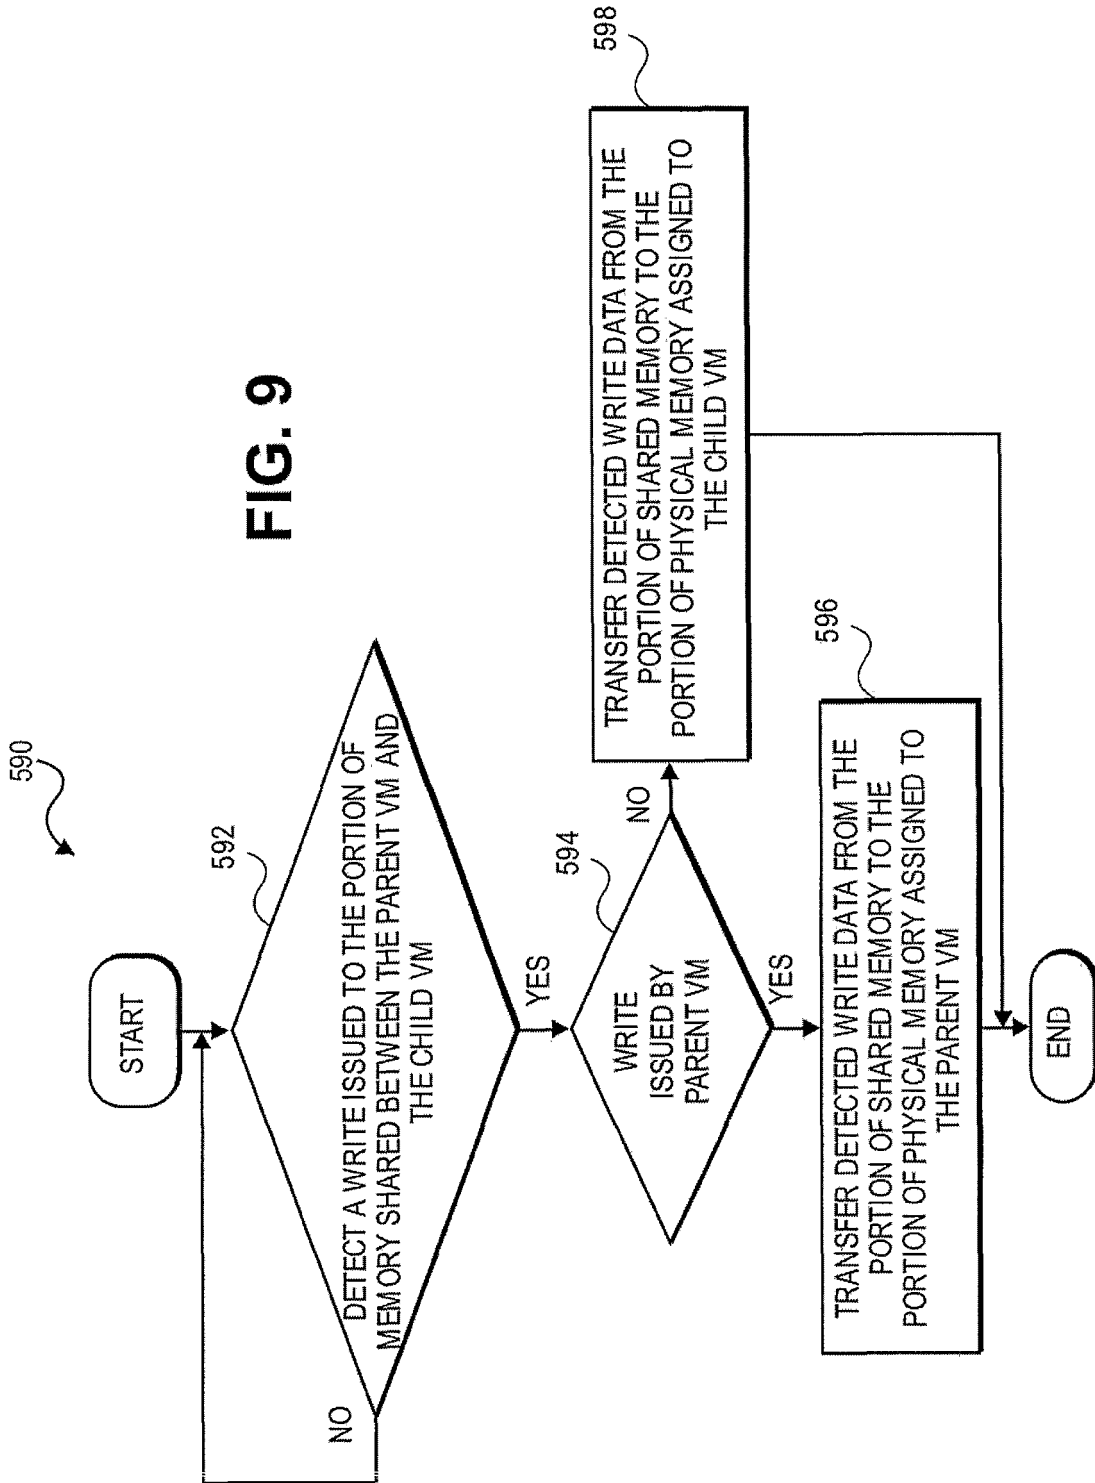 FIG. 9
590
START
592
DETECT A WRITE ISSUED TO THE PORTION OF
MEMORY SHARED BETWEEN THE PARENT VM AND
THE CHILD VM
NO
YES
594
WRITE
ISSUED BY
PARENT VM
NO
YES
598
TRANSFER DETECTED WRITE DATA FROM THE
PORTION OF SHARED MEMORY TO THE
PORTION OF PHYSICAL MEMORY ASSIGNED TO
THE CHILD VM
596
TRANSFER DETECTED WRITE DATA FROM THE
PORTION OF SHARED MEMORY TO THE
PORTION OF PHYSICAL MEMORY ASSIGNED TO
THE PARENT VM
END